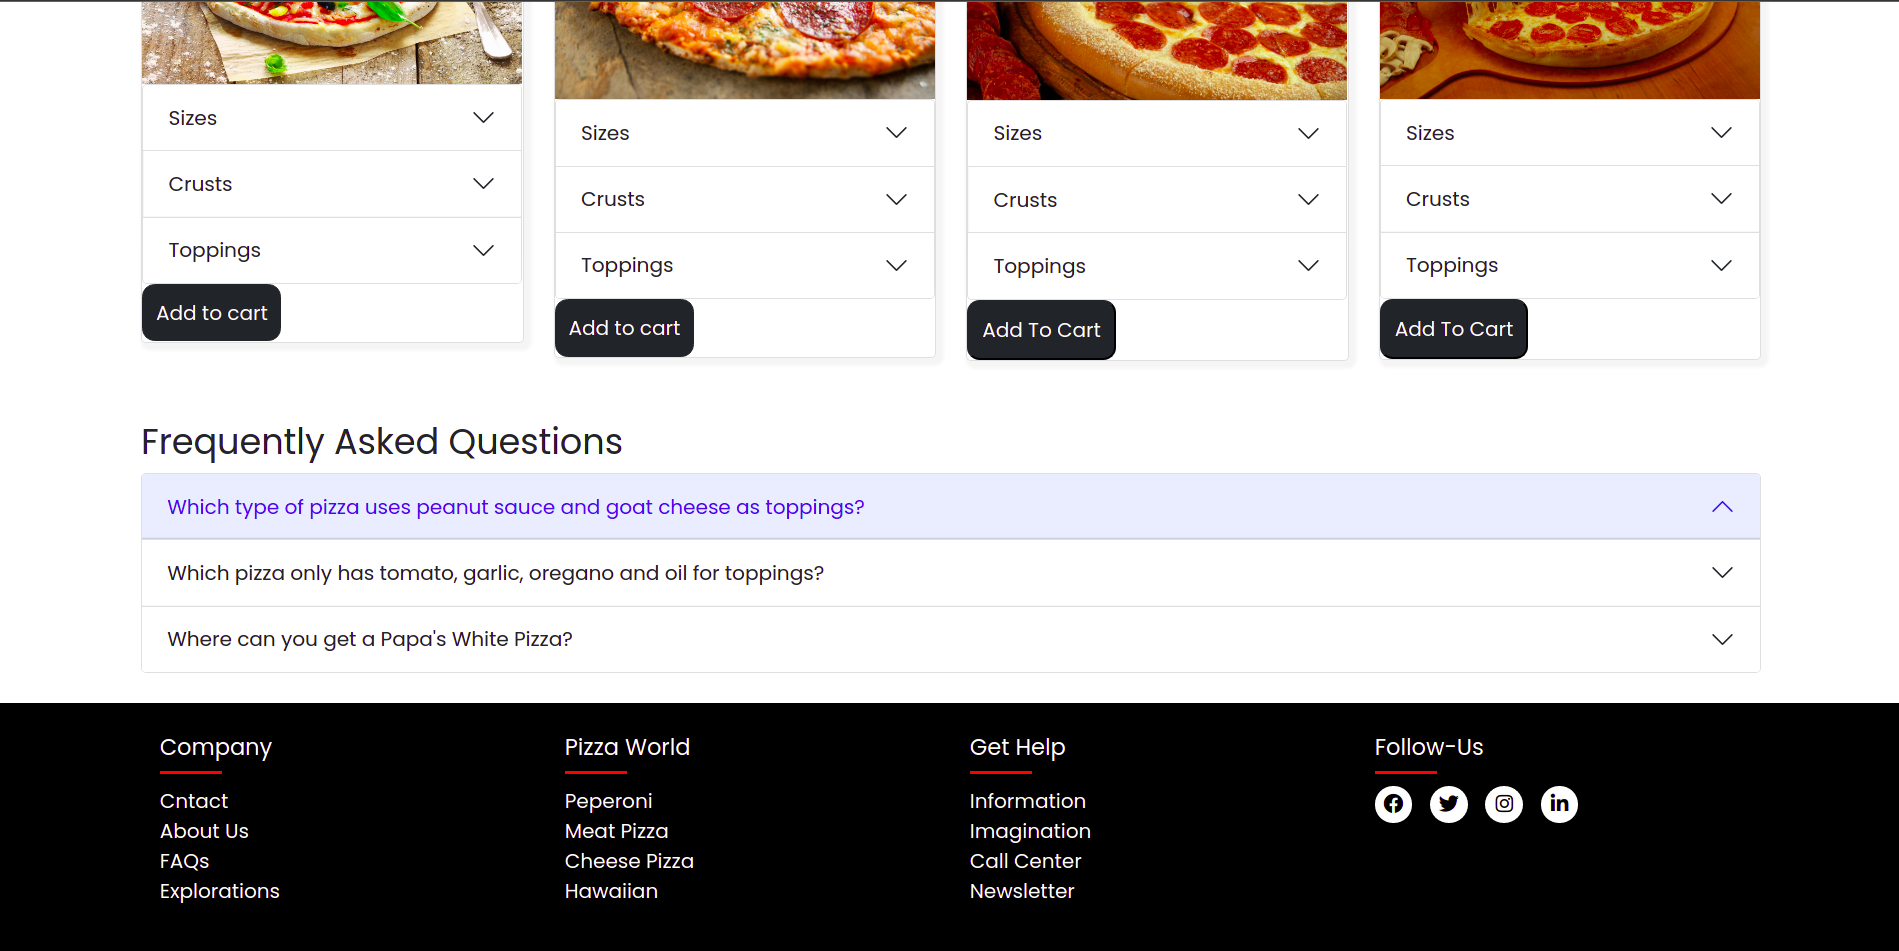 Sizes
Crusts
Toppings
Add to cart
Sizes
Crusts
Toppings
Add to cart
Sizes
Crusts
Toppings
Add To Cart
Sizes
Crusts
Toppings
Add To Cart
Frequently Asked Questions
Which type of pizza uses peanut sauce and goat cheese as toppings?
Which pizza only has tomato, garlic, oregano and oil for toppings?
Where can you get a Papa's White Pizza?
Company
Cntact
About Us
FAQs
Explorations
Pizza World
Peperoni
Meat Pizza
Cheese Pizza
Hawaiian
Get Help
Information
Imagination
Call Center
Newsletter
Follow-Us